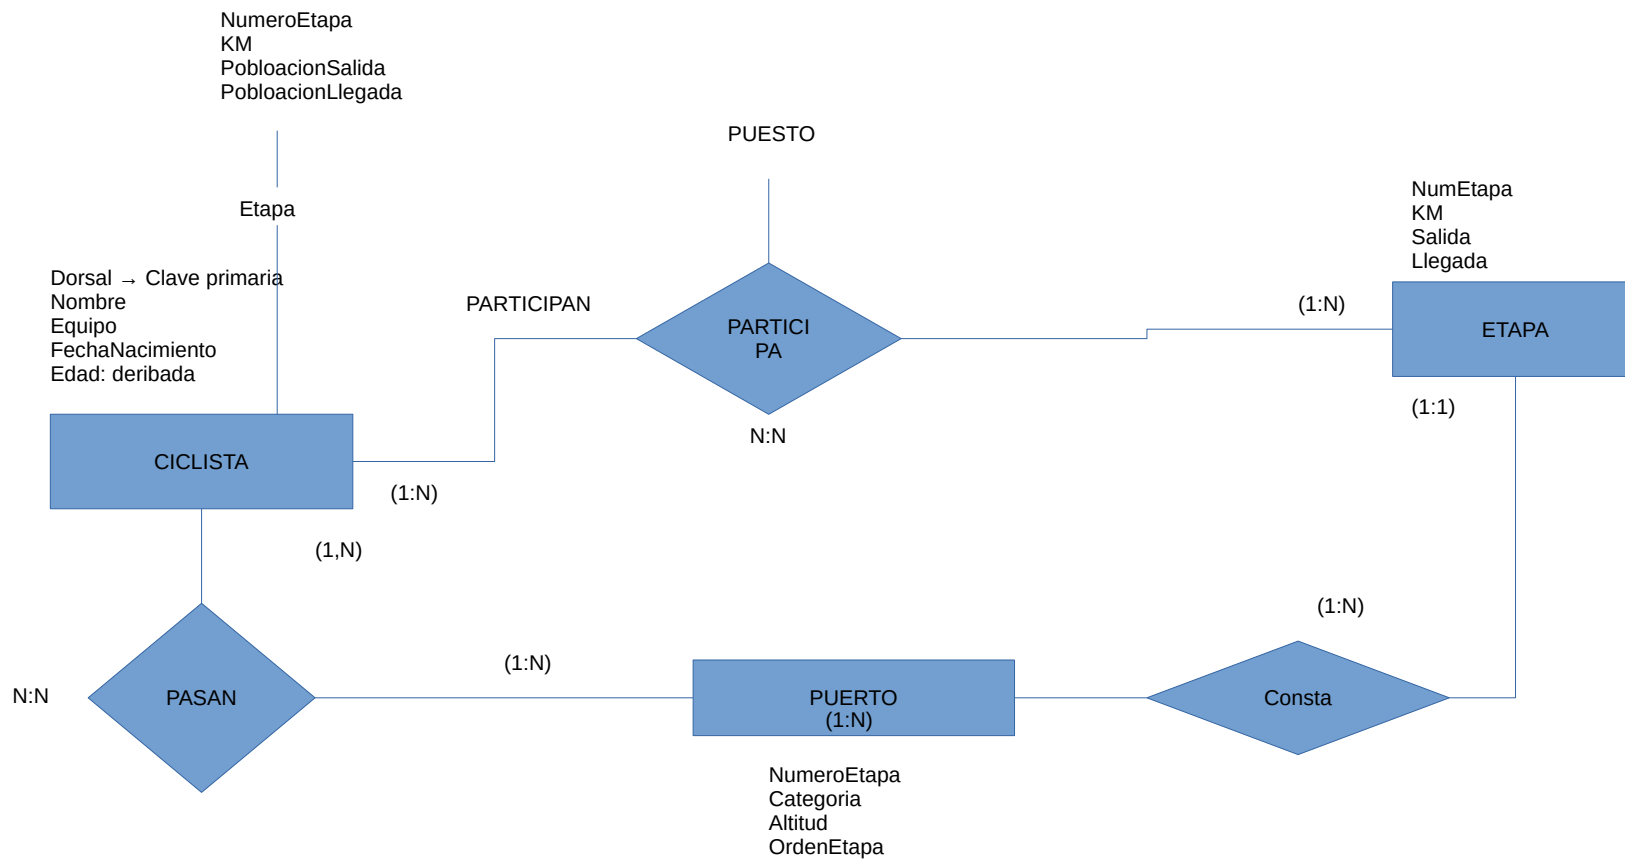 NumeroEtapa
KM
PobloacionSalida
PobloacionLlegada
PUESTO
Etapa
NumEtapa
KM
Salida
Llegada
Dorsal → Clave primaria
Nombre
Equipo
FechaNacimiento
Edad: deribada
PARTICIPAN
PARTICI
PA
(1:N)
ETAPA
(1:1)
N:N
CICLISTA
(1:N)
(1,N)
(1:N)
N:N
PASAN
(1:N)
PUERTO
(1:N)
Consta
NumeroEtapa
Categoria
Altitud
OrdenEtapa